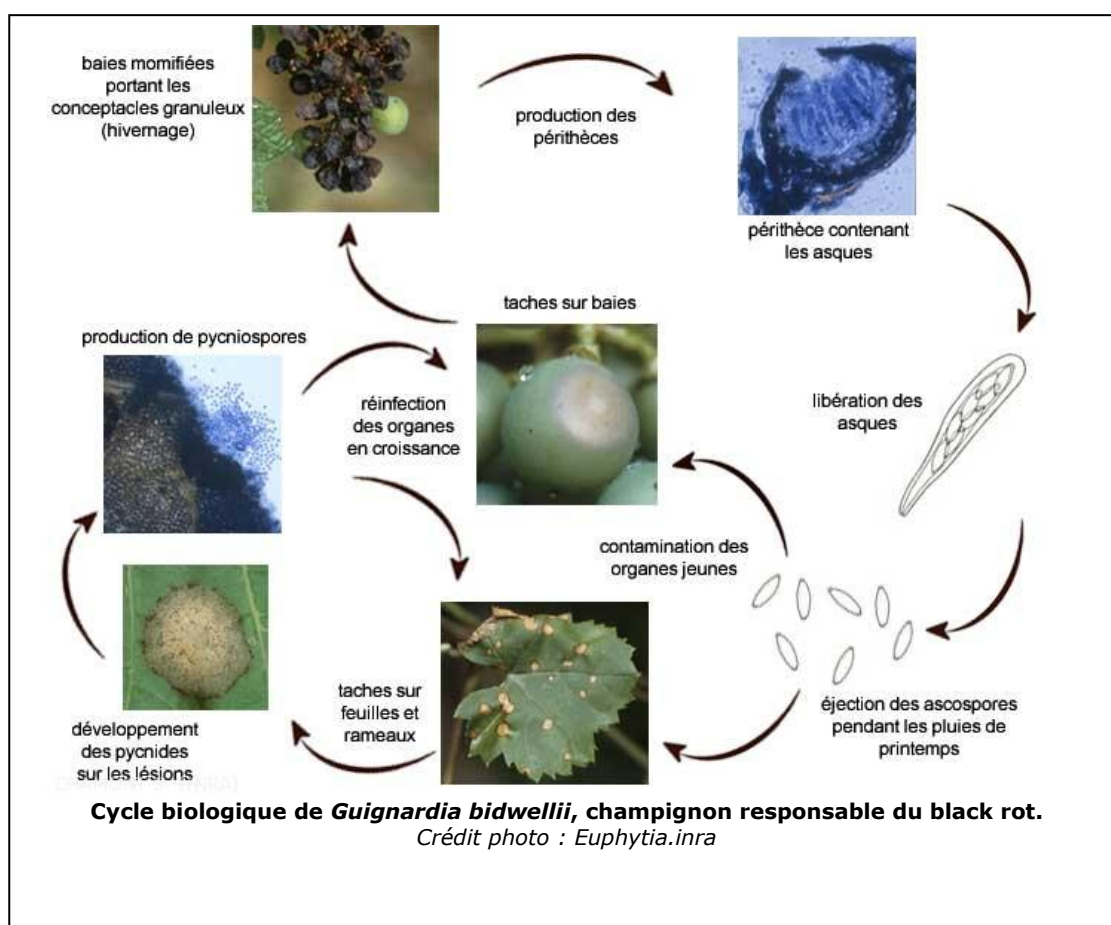 baies momifiées
portant les
conceptacles granuleux
(hivernage)
production des
périthèces
périthèce contenant
les asques
taches sur baies
production de pycniospores
réinfection
des organes
en croissance
libération des
asques
contamination des
organes jeunes
taches sur
feuilles et
rameaux
éjection des ascospores
pendant les pluies de
printemps
développement
des pycnides
sur les lésions
Cycle biologique de Guignardia bidwellii, champignon responsable du black rot.
Crédit photo : Euphytia.inra